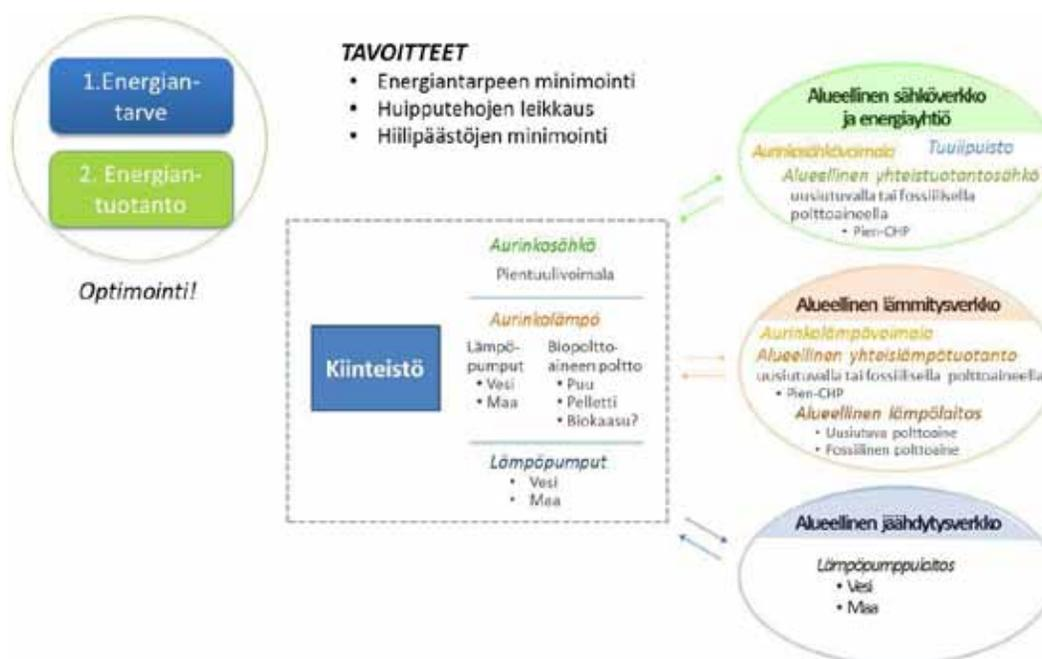 1.Energian-
tarve
2. Energian-
tuotanto
Optimointi!
TAVOITTEET
• Energiantarpeen minimointi
• Huipputehojen leikkaus
• Hiilipäästöjen minimointi
Kiinteistö
Aurinkosähkö
Pientuulivoimala
Aurinkolämpö
Lämpö-
pumput
• Vesi
• Maa
Biopoltto-
aineen poltto
• Puu
• Pelletti
• Biokaasu?
Lämpöpumput
• Vesi
• Maa
Alueellinen sähköverkko
ja energiayhtiö
Aurinkosähkövoimala Tuulipuisto
Alueellinen yhteistuotantosähkö
uusiutuvalla tai fossiilisella
polttoaineella
• Pien-CHP
Alueellinen lämmitysverkko
Aurinkolämpövoimala
Alueellinen yhteislämpötuotanto
uusiutuvalla tai fossiilisella polttoaineella
• Pien-CHP
Alueellinen lämpölaitos
• Uusiutuva polttoaine
• Fossiilinen polttoaine
Alueellinen jäähdytysverkko
Lämpöpumppulaitos
• Vesi
• Maa